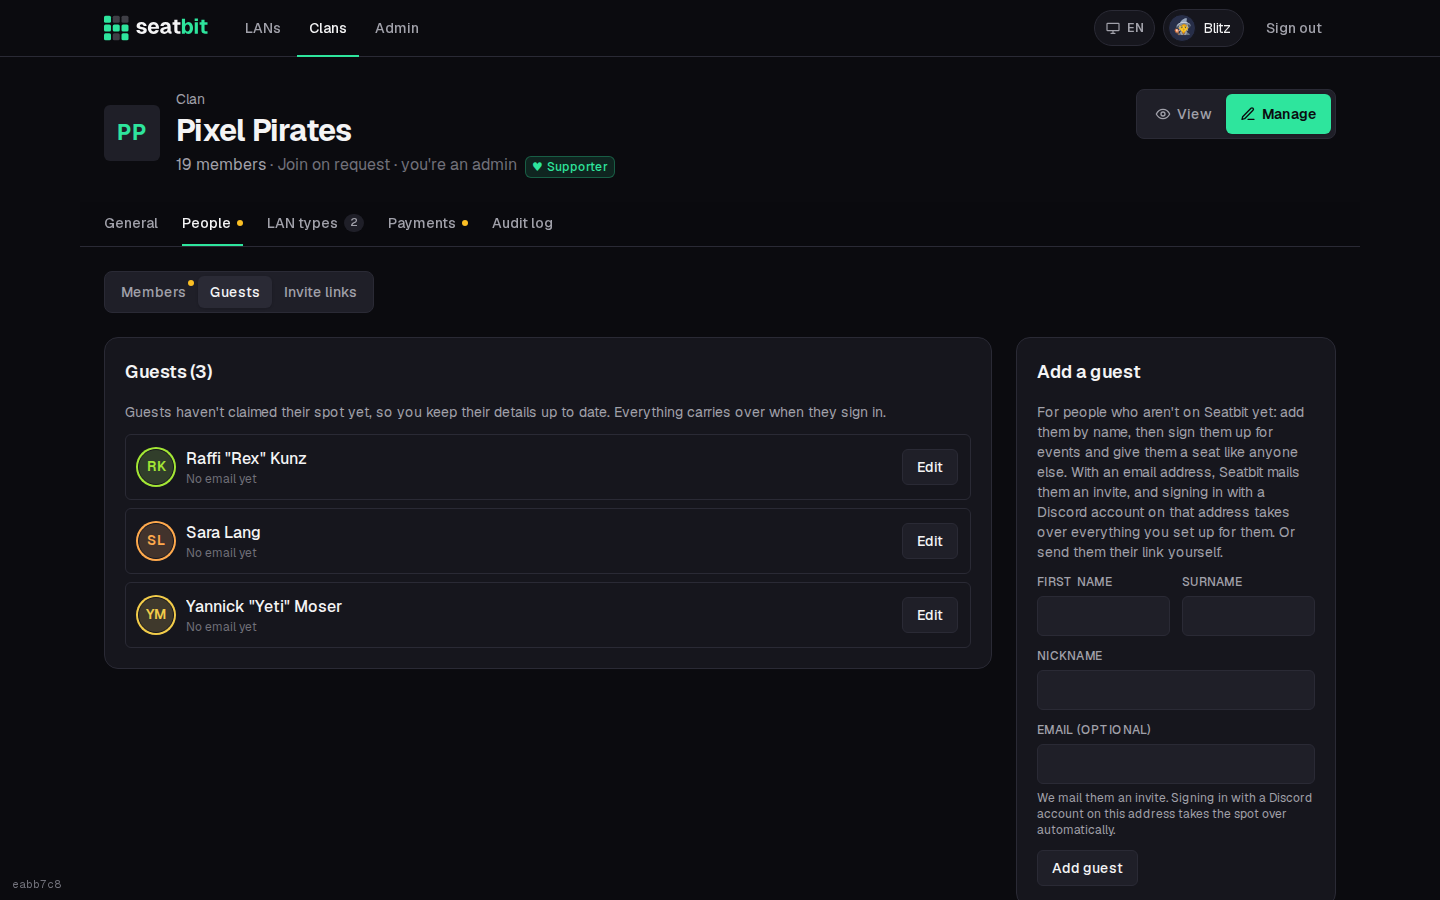 seatbit
LANs
Clans
Admin
EN
Blitz
Sign out
PP
Clan
Pixel Pirates
19 members · Join on request · you're an admin
♥ Supporter
View
Manage
General
People
LAN types
2
Payments
Audit log
Members
Guests
Invite links
Guests (3)
Guests haven't claimed their spot yet, so you keep their details up to date. Everything carries over when they sign in.
RK
Raffi "Rex" Kunz
No email yet
Edit
SL
Sara Lang
No email yet
Edit
YM
Yannick "Yeti" Moser
No email yet
Edit
Add a guest
For people who aren't on Seatbit yet: add
them by name, then sign them up for
events and give them a seat like anyone
else. With an email address, Seatbit mails
them an invite, and signing in with a
Discord account on that address takes
over everything you set up for them. Or
send them their link yourself.
FIRST NAME
SURNAME
NICKNAME
EMAIL (OPTIONAL)
We mail them an invite. Signing in with a Discord
account on this address takes the spot over
automatically.
Add guest
eabb7c8